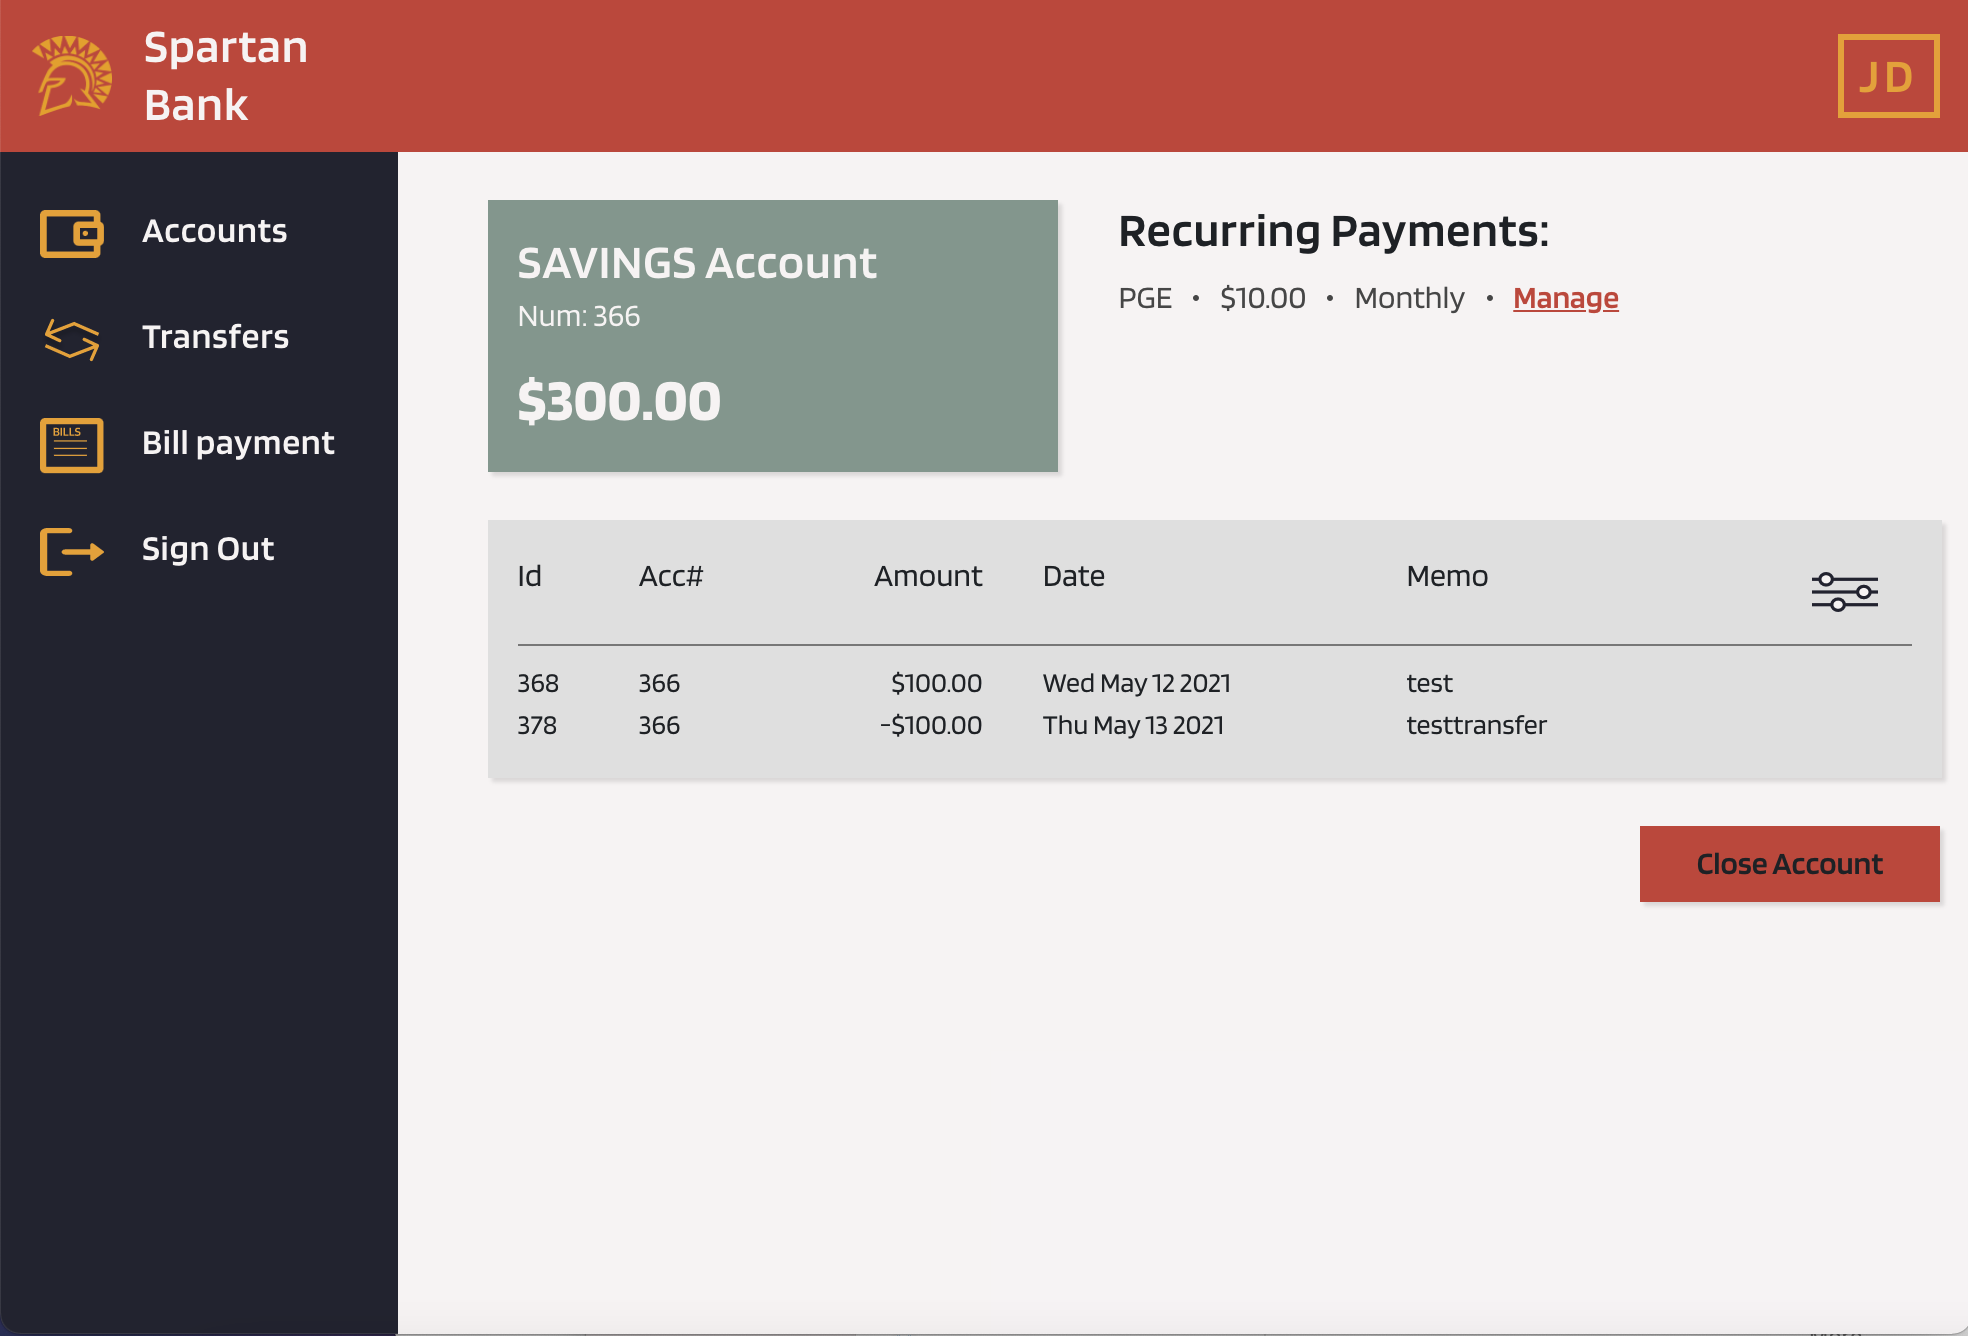 Spartan
Bank
JD
Accounts
Transfers
BILLS
Bill payment
Sign Out
SAVINGS Account
Num: 366
$300.00
Recurring Payments:
PGE • $10.00 • Monthly • Manage
Id Acc# Amount Date Memo
368 366 $100.00 Wed May 12 2021 test
378 366 -$100.00 Thu May 13 2021 testtransfer
Close Account